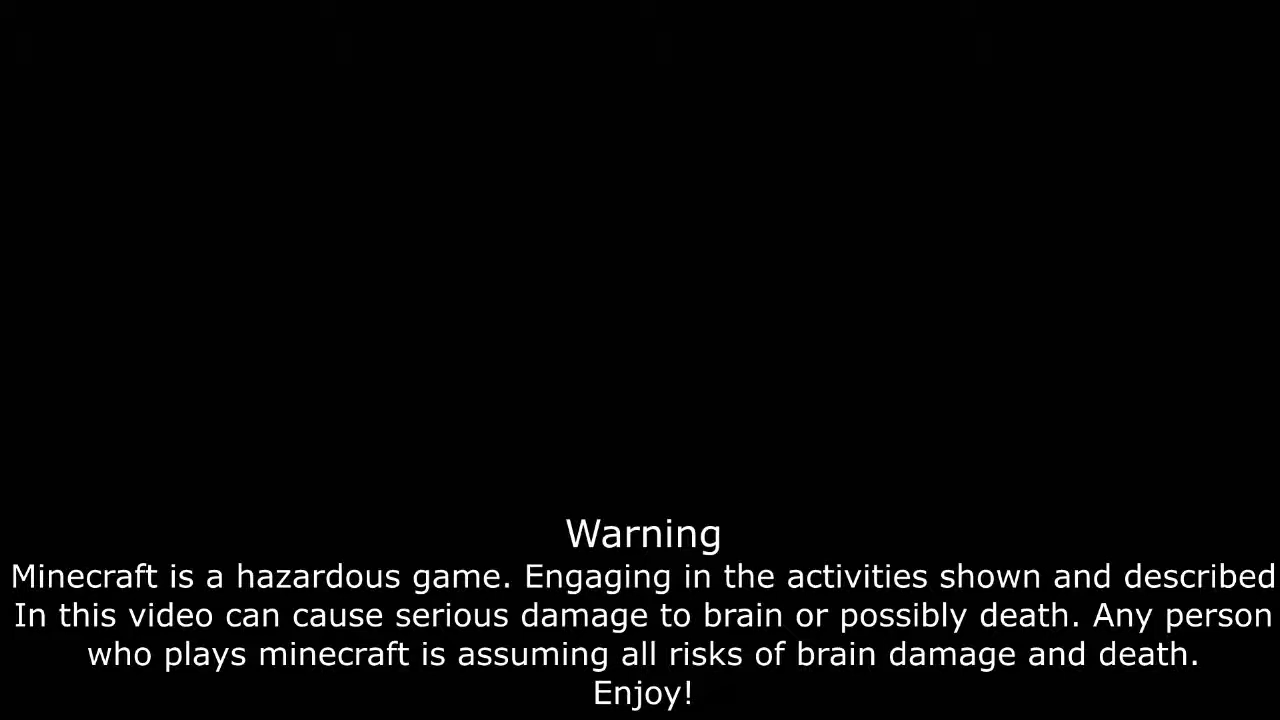 Warning
Minecraft is a hazardous game. Engaging in the activities shown and described
In this video can cause serious damage to brain or possibly death. Any person
who plays minecraft is assuming all risks of brain damage and death.
Enjoy!